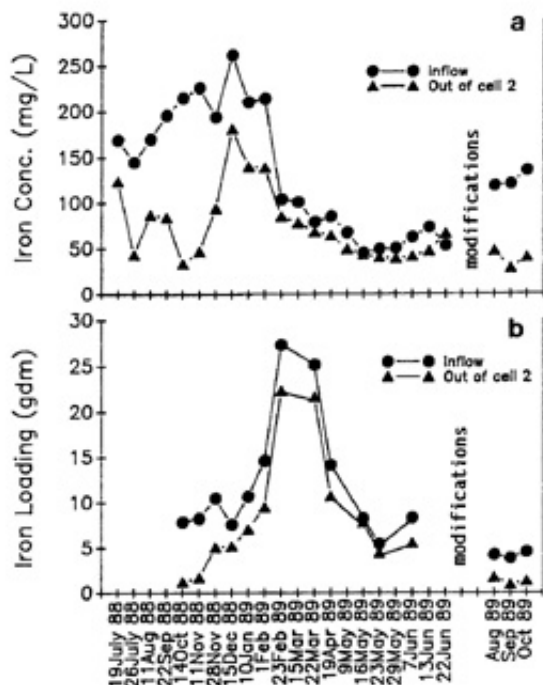 a
Iron Conc. (mg/L)
300
250
200
150
100
50
0
Inflow
Out of cell 2
modifications
b
Iron Loading (gdm)
30
25
20
15
10
5
0
Inflow
Out of cell 2
modifications
19July 88
26July 88
11Aug 88
22Sep 88
14Oct 88
11Nov 88
28Nov 88
15Dec 88
10Jan 89
1Feb 89
23Feb 89
15Mar 89
22Mar 89
19Apr 89
9May 89
16May 89
23May 89
29May 89
7Jun 89
13Jun 89
22Jun 89
Aug 89
Sep 89
Oct 89